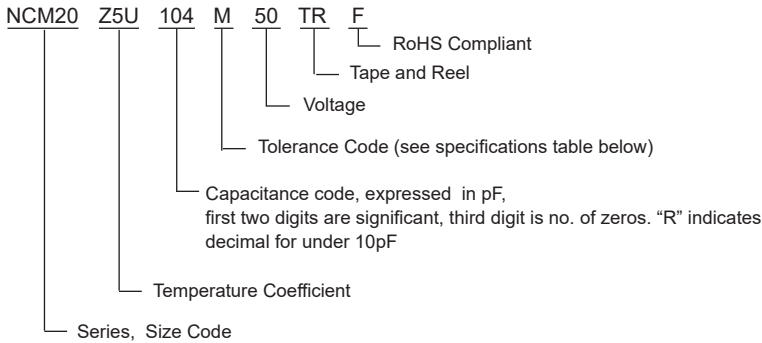 NCM20 Z5U 104 M 50 TR F
RoHS Compliant
Tape and Reel
Voltage
Tolerance Code (see specifications table below)
Capacitance code, expressed in pF,
first two digits are significant, third digit is no. of zeros. “R” indicates
decimal for under 10pF
Temperature Coefficient
Series, Size Code